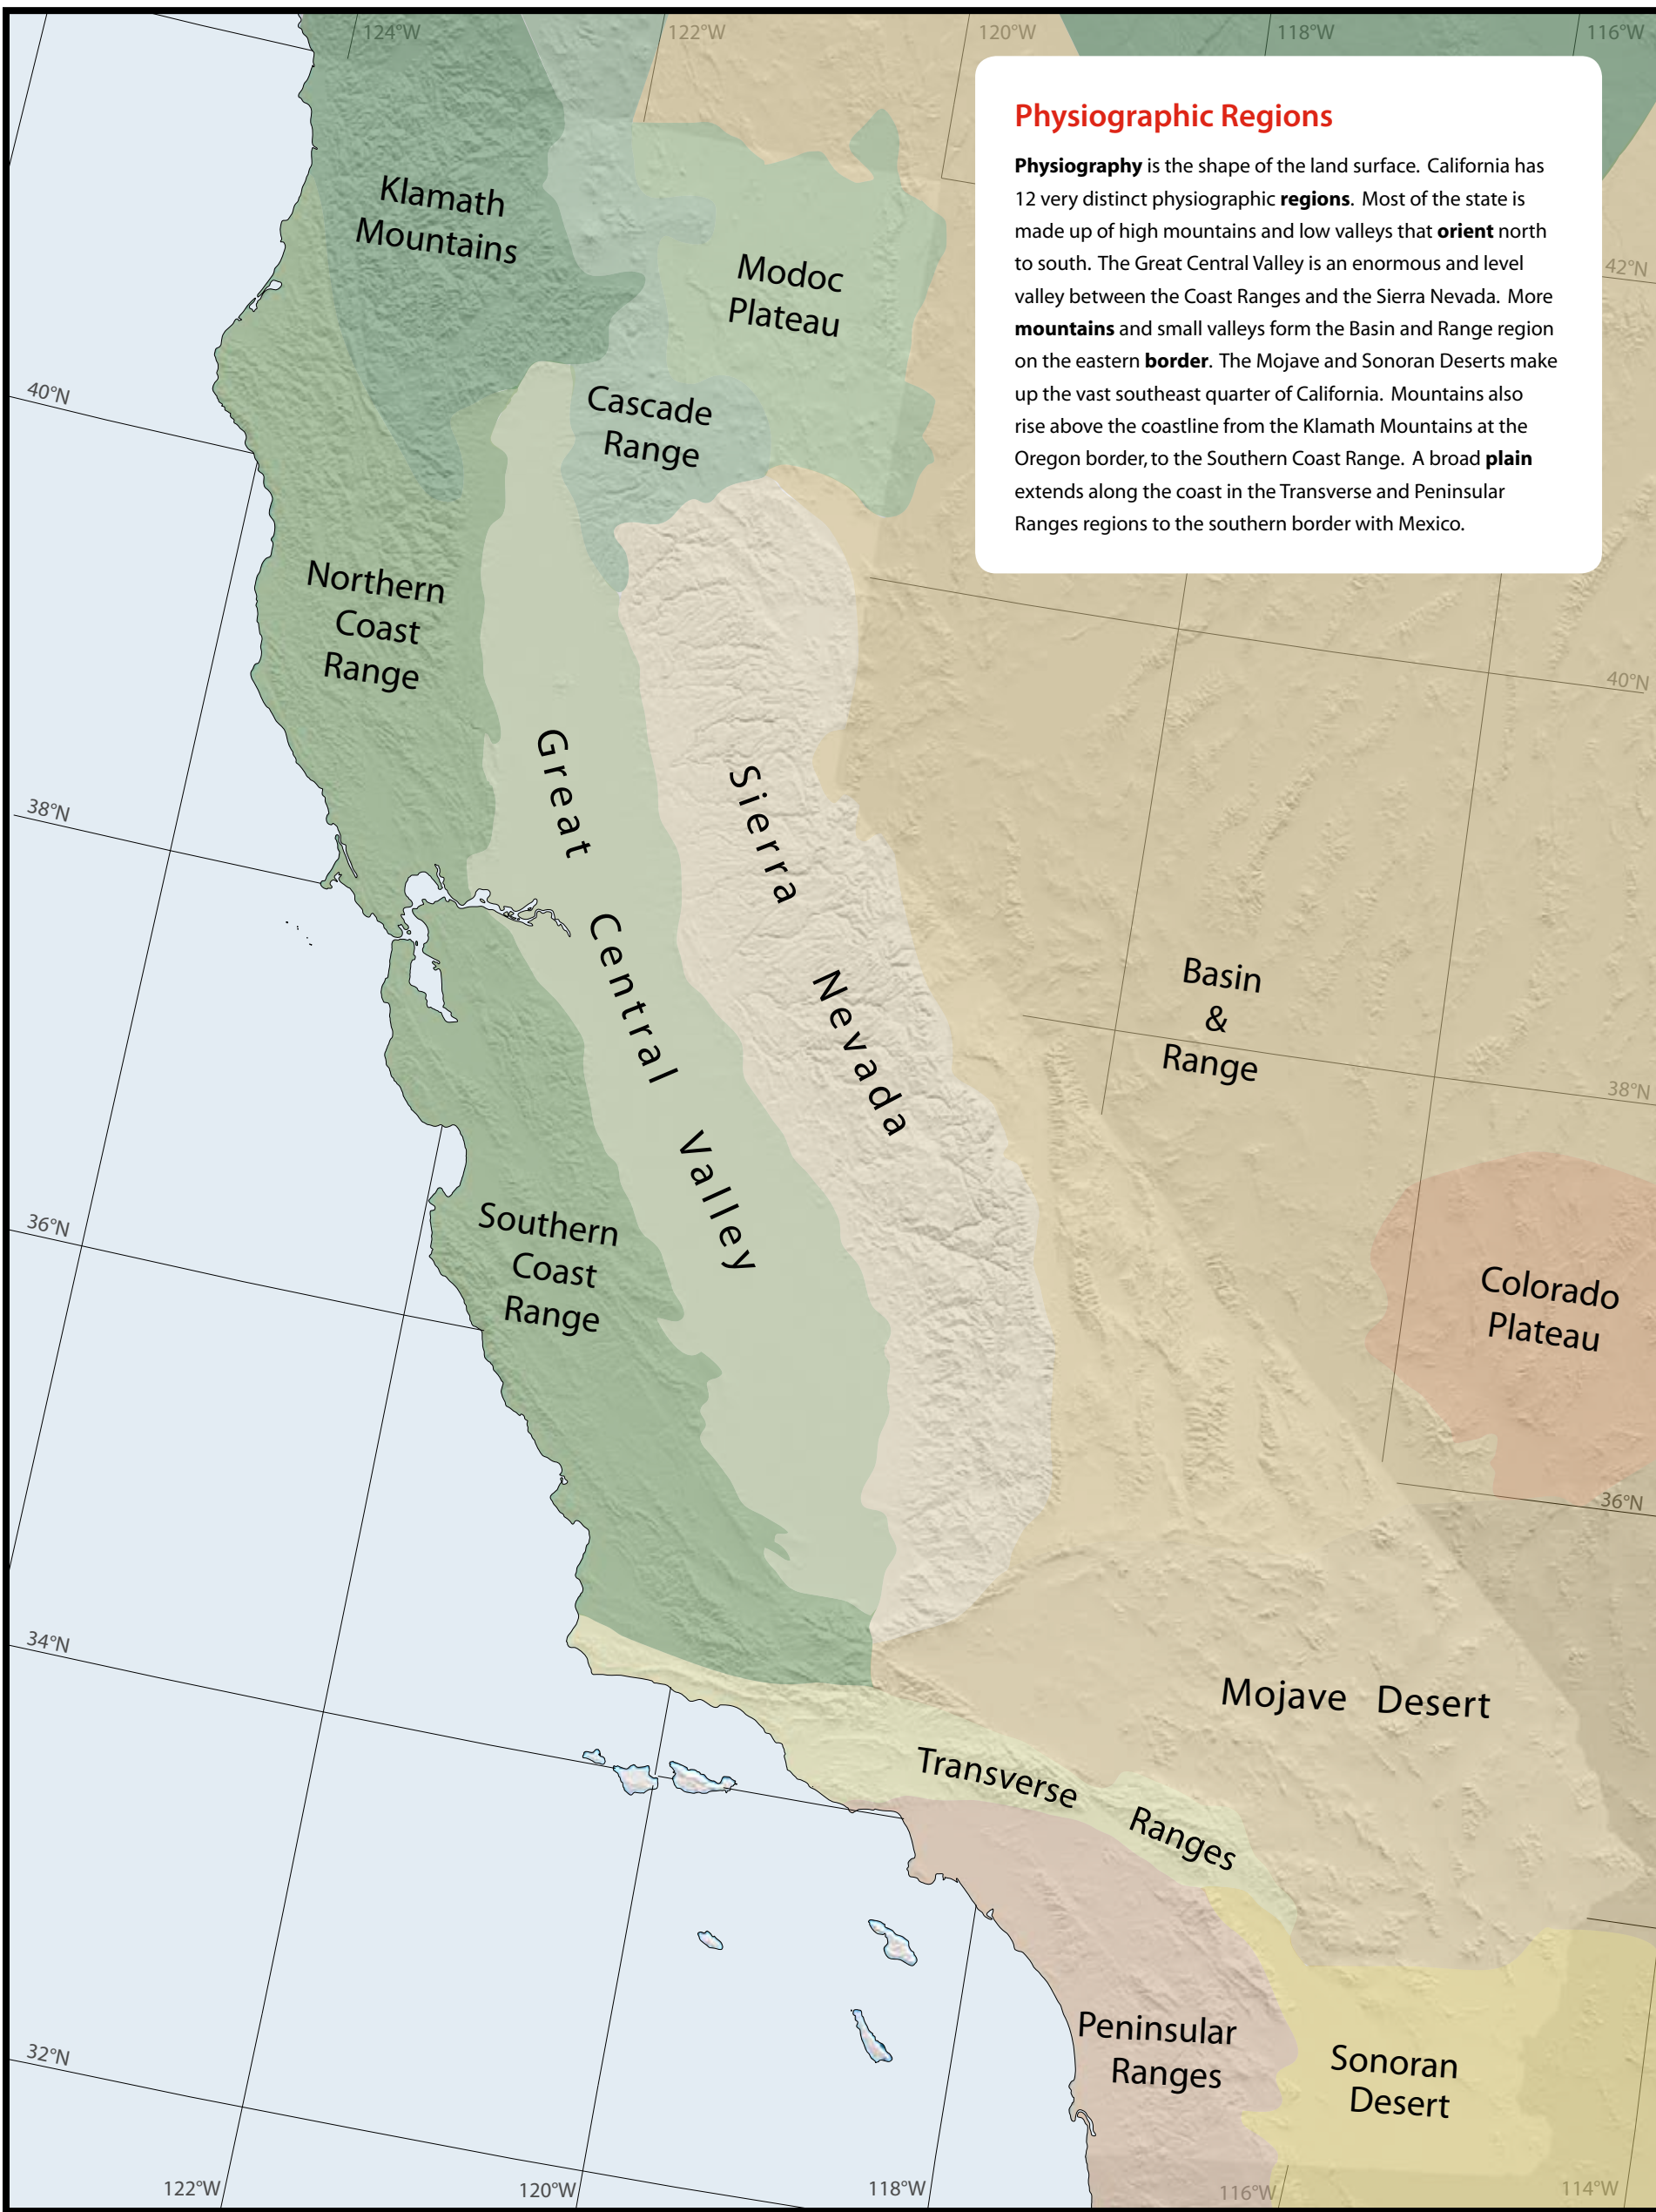 124°W
122°W
120°W
118°W
116°W
Physiographic Regions
Physiography is the shape of the land surface. California has
12 very distinct physiographic regions. Most of the state is
made up of high mountains and low valleys that orient north
to south. The Great Central Valley is an enormous and level
valley between the Coast Ranges and the Sierra Nevada. More
mountains and small valleys form the Basin and Range region
on the eastern border. The Mojave and Sonoran Deserts make
up the vast southeast quarter of California. Mountains also
rise above the coastline from the Klamath Mountains at the
Oregon border, to the Southern Coast Range. A broad plain
extends along the coast in the Transverse and Peninsular
Ranges regions to the southern border with Mexico.
Klamath
Mountains
Modoc
Plateau
42°N
40°N
Cascade
Range
Northern
Coast
Range
40°N
Great Central Valley
Sierra Nevada
38°N
Basin
&
Range
38°N
Southern
Coast
Range
36°N
Colorado
Plateau
36°N
34°N
Mojave Desert
Transverse Ranges
Peninsular
Ranges
Sonoran
Desert
32°N
122°W
120°W
118°W
116°W
114°W